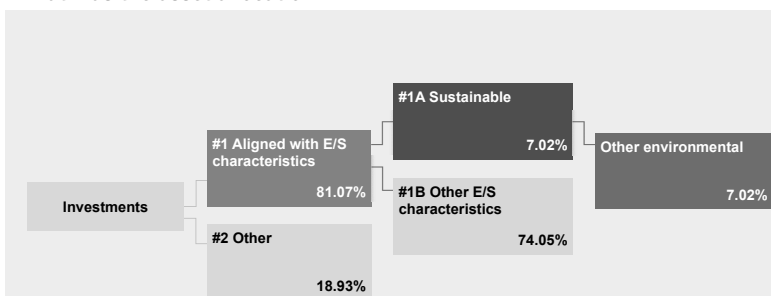 #1A Sustainable
7.02%
#1 Aligned with E/S
characteristics
81.07%
Other environmental
7.02%
Investments
#1B Other E/S
characteristics
74.05%
#2 Other
18.93%